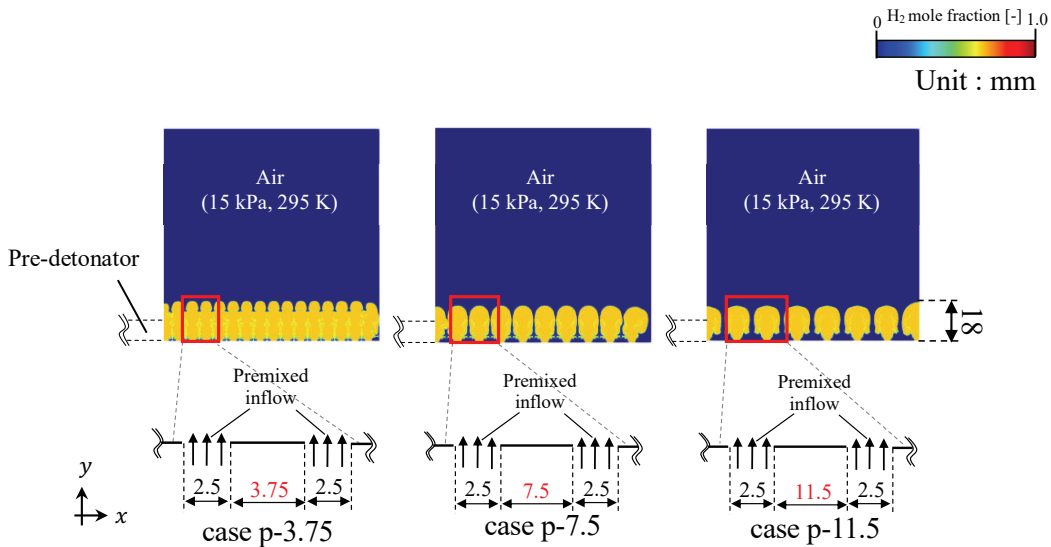 0 H₂ mole fraction [-] 1.0
Unit : mm
Air
(15 kPa, 295 K)
Air
(15 kPa, 295 K)
Air
(15 kPa, 295 K)
Pre-detonator
18
Premixed
inflow
Premixed
inflow
Premixed
inflow
y
x
2.5 3.75 2.5
case p-3.75
2.5 7.5 2.5
case p-7.5
2.5 11.5 2.5
case p-11.5